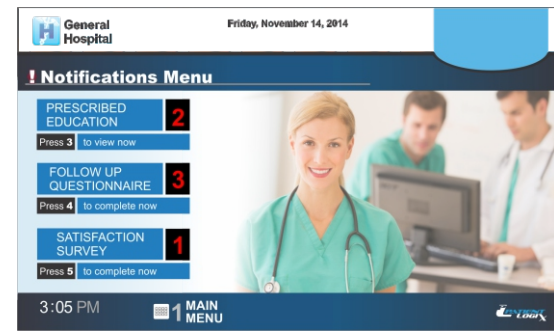 H General
Hospital
Friday, November 14, 2014
! Notifications Menu
PRESCRIBED
EDUCATION
2
Press 3 to view now
FOLLOW UP
QUESTIONNAIRE
3
Press 4 to complete now
SATISFACTION
SURVEY
1
Press 5 to complete now
3:05 PM
1 MAIN
MENU